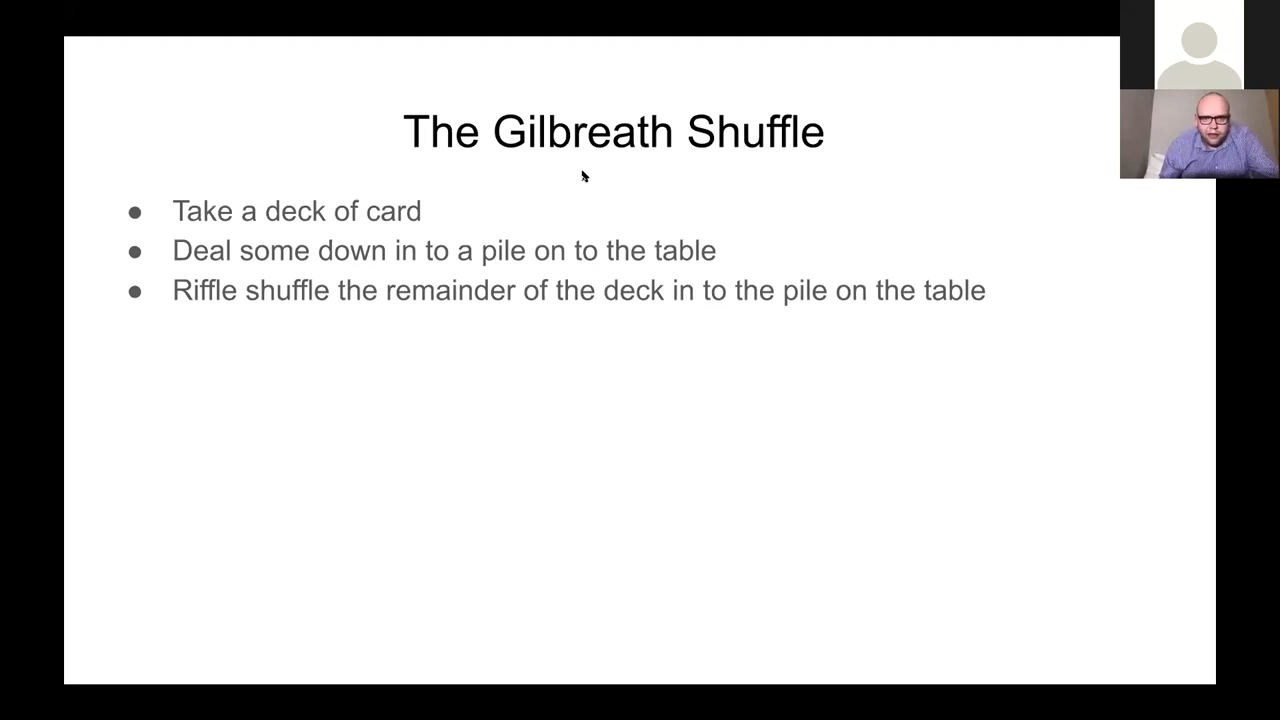 The Gilbreath Shuffle
● Take a deck of card
● Deal some down in to a pile on to the table
● Riffle shuffle the remainder of the deck in to the pile on the table